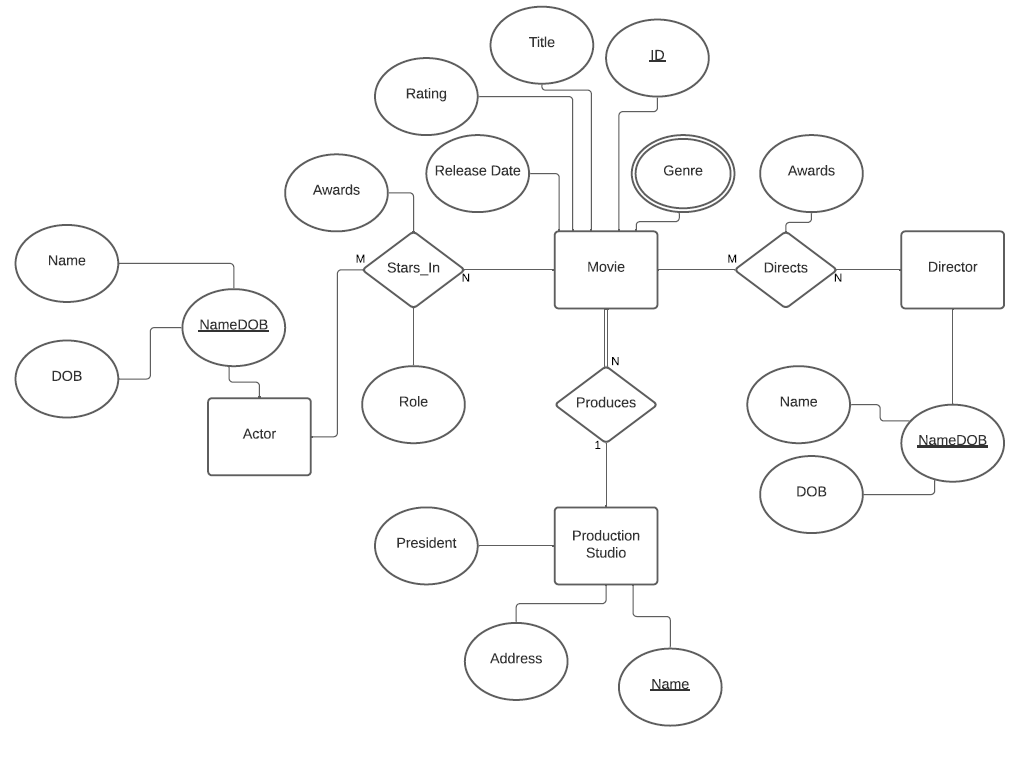 Title
ID
Rating
Release Date
Genre
Awards
Awards
Name
M
Stars_In
N
Movie
M
Directs
N
Director
NameDOB
DOB
N
Produces
1
Role
Actor
Name
NameDOB
DOB
President
Production
Studio
Address
Name